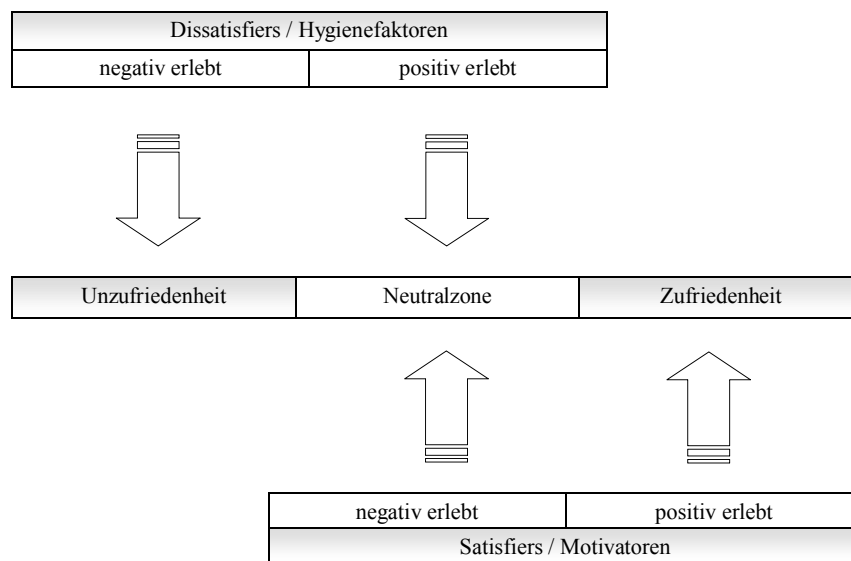 Dissatisfiers / Hygienefaktoren
negativ erlebt
positiv erlebt
Unzufriedenheit
Neutralzone
Zufriedenheit
negativ erlebt
positiv erlebt
Satisfiers / Motivatoren